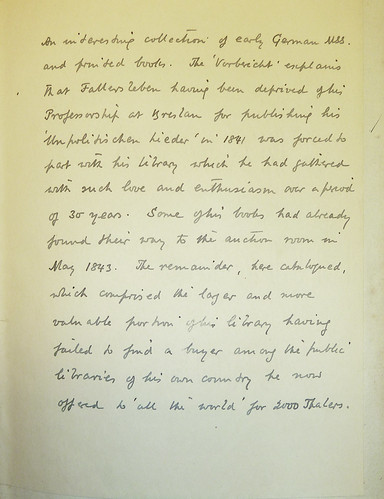 An interesting collection of early German MSS.
and printed books. The 'Vorbericht' explains
that Fallersleben having been deprived of his
Professorship at Breslau for publishing his
'Unpolitischen Lieder' in 1841 was forced to
part with his library which he had gathered
with such love and enthusiasm over a period
of 30 years. Some of his books had already
found their way to the auction room in
May 1843. The remainder, here catalogued,
which comprised the larger and more
valuable portion of his library having
failed to find a buyer among the public
libraries of his own country he now
offered to 'all the world' for 2000 Thalers.